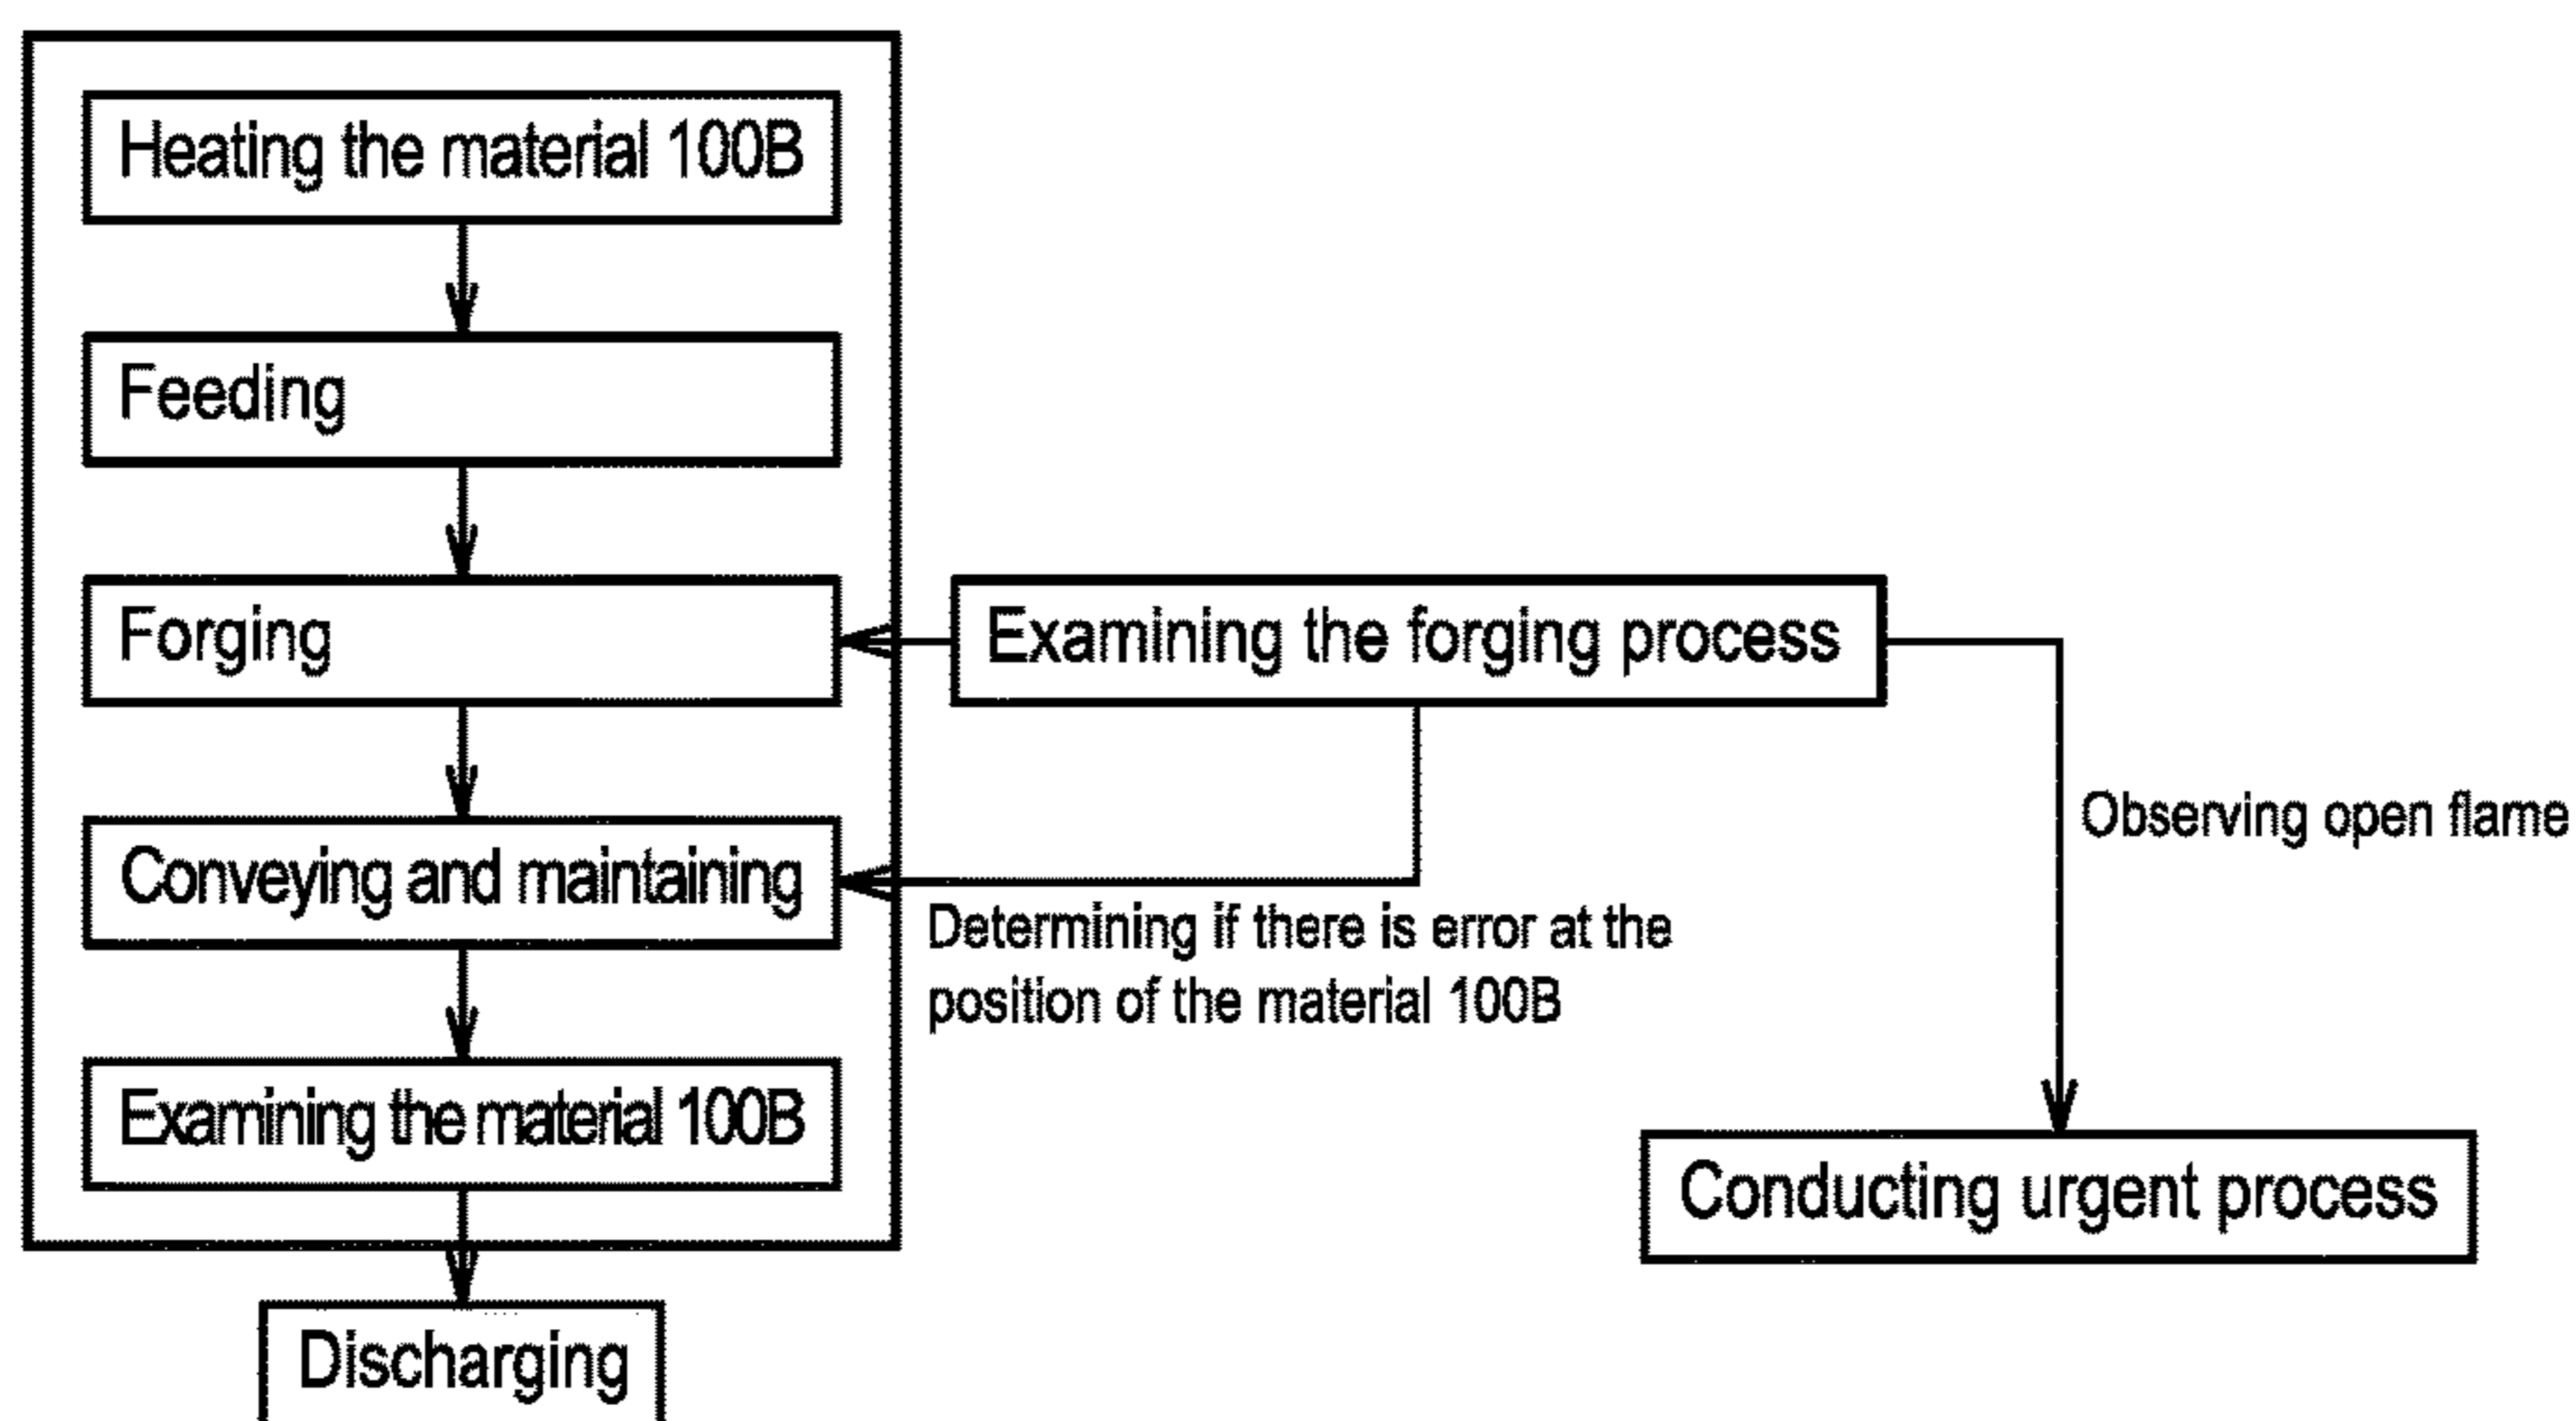 Heating the material 100B
Feeding
Forging
Examining the forging process
Observing open flame
Conveying and maintaining
Determining if there is error at the
position of the material 100B
Examining the material 100B
Conducting urgent process
Discharging